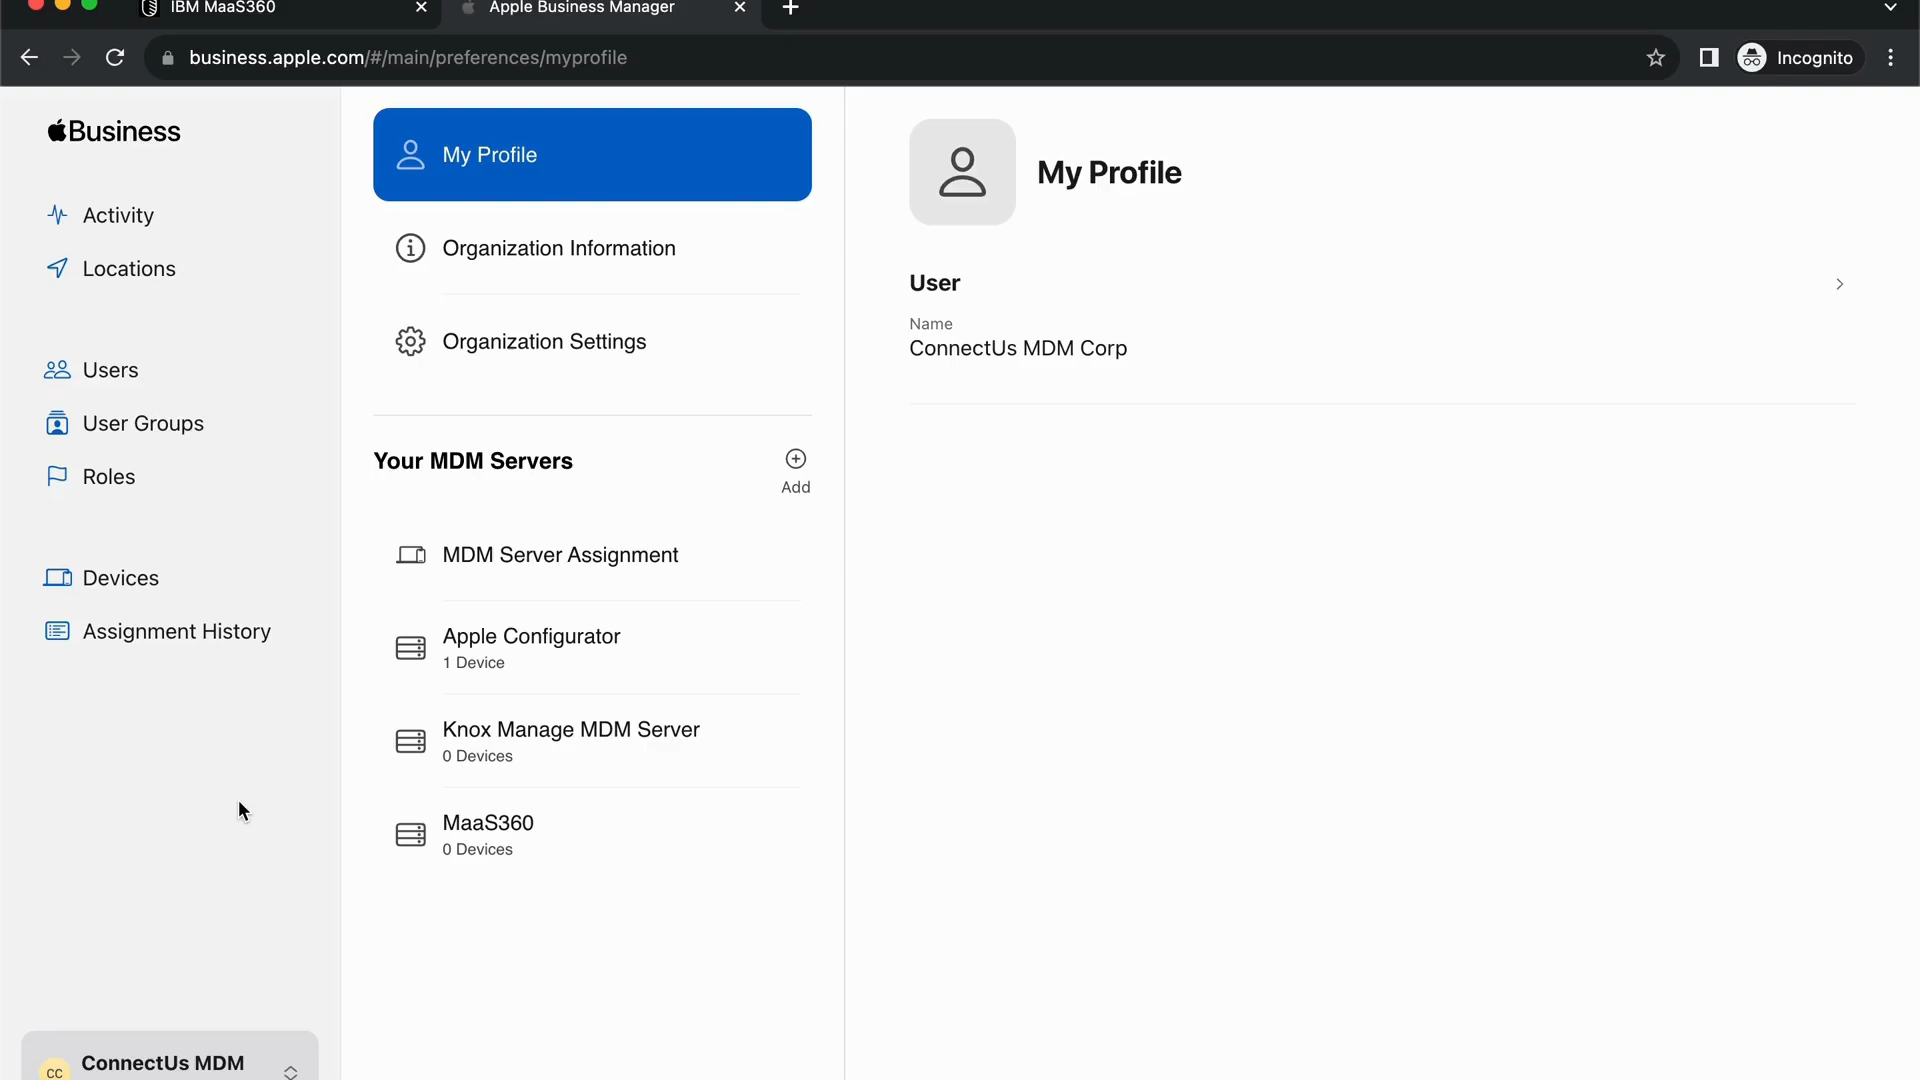 IBM MaaS360
Apple Business Manager
business.apple.com/#/main/preferences/myprofile
Incognito
Business
Activity
Locations
Users
User Groups
Roles
Devices
Assignment History
CC
ConnectUs MDM
My Profile
Organization Information
Organization Settings
Your MDM Servers
Add
MDM Server Assignment
Apple Configurator
1 Device
Knox Manage MDM Server
0 Devices
MaaS360
0 Devices
My Profile
User
Name
ConnectUs MDM Corp